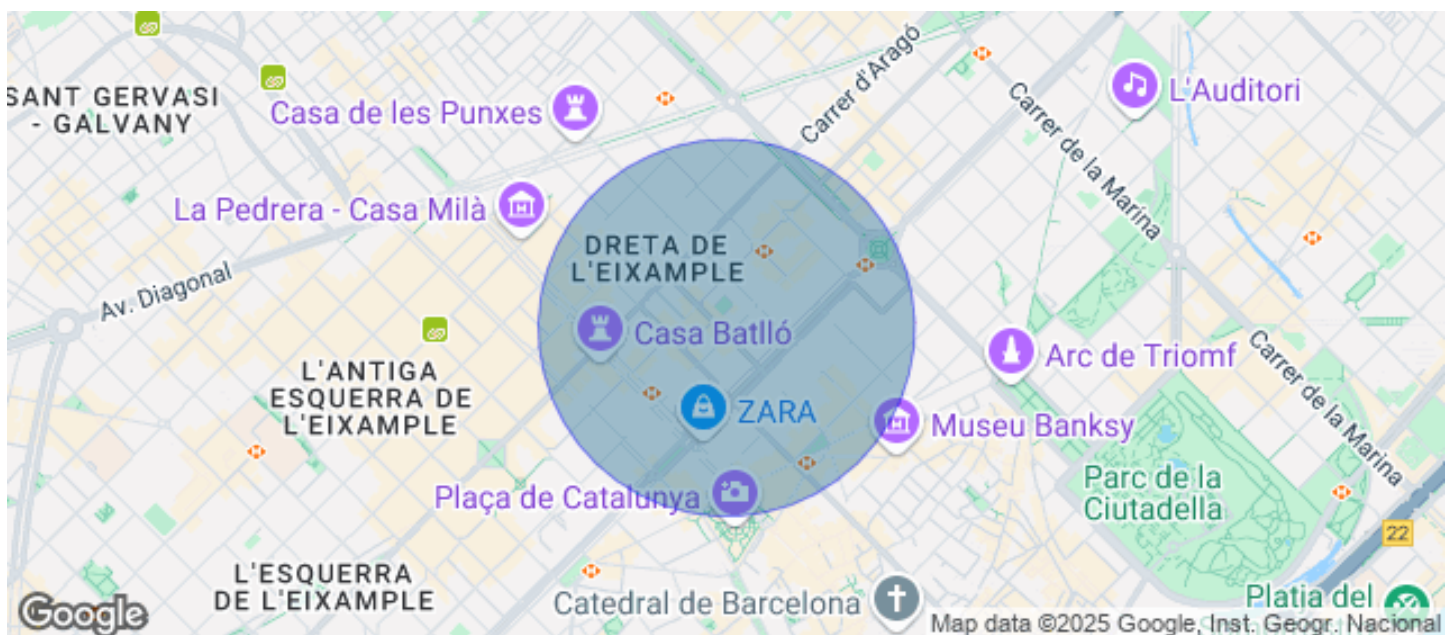 SANT GERVASI
- GALVANY
Casa de les Punxes
Carrer d'Aragó
L'Auditori
Carrer de la Marina
La Pedrera - Casa Milà
DRETA DE
L'EIXAMPLE
Av. Diagonal
Casa Batlló
L'ANTIGA
ESQUERRA DE
L'EIXAMPLE
Arc de Triomf
Carrer de la Marina
ZARA
Museu Banksy
Plaça de Catalunya
Parc de la
Ciutadella
22
L'ESQUERRA
DE L'EIXAMPLE
Catedral de Barcelona
Platja del
Google
Map data ©2025 Google, Inst. Geogr. Nacional